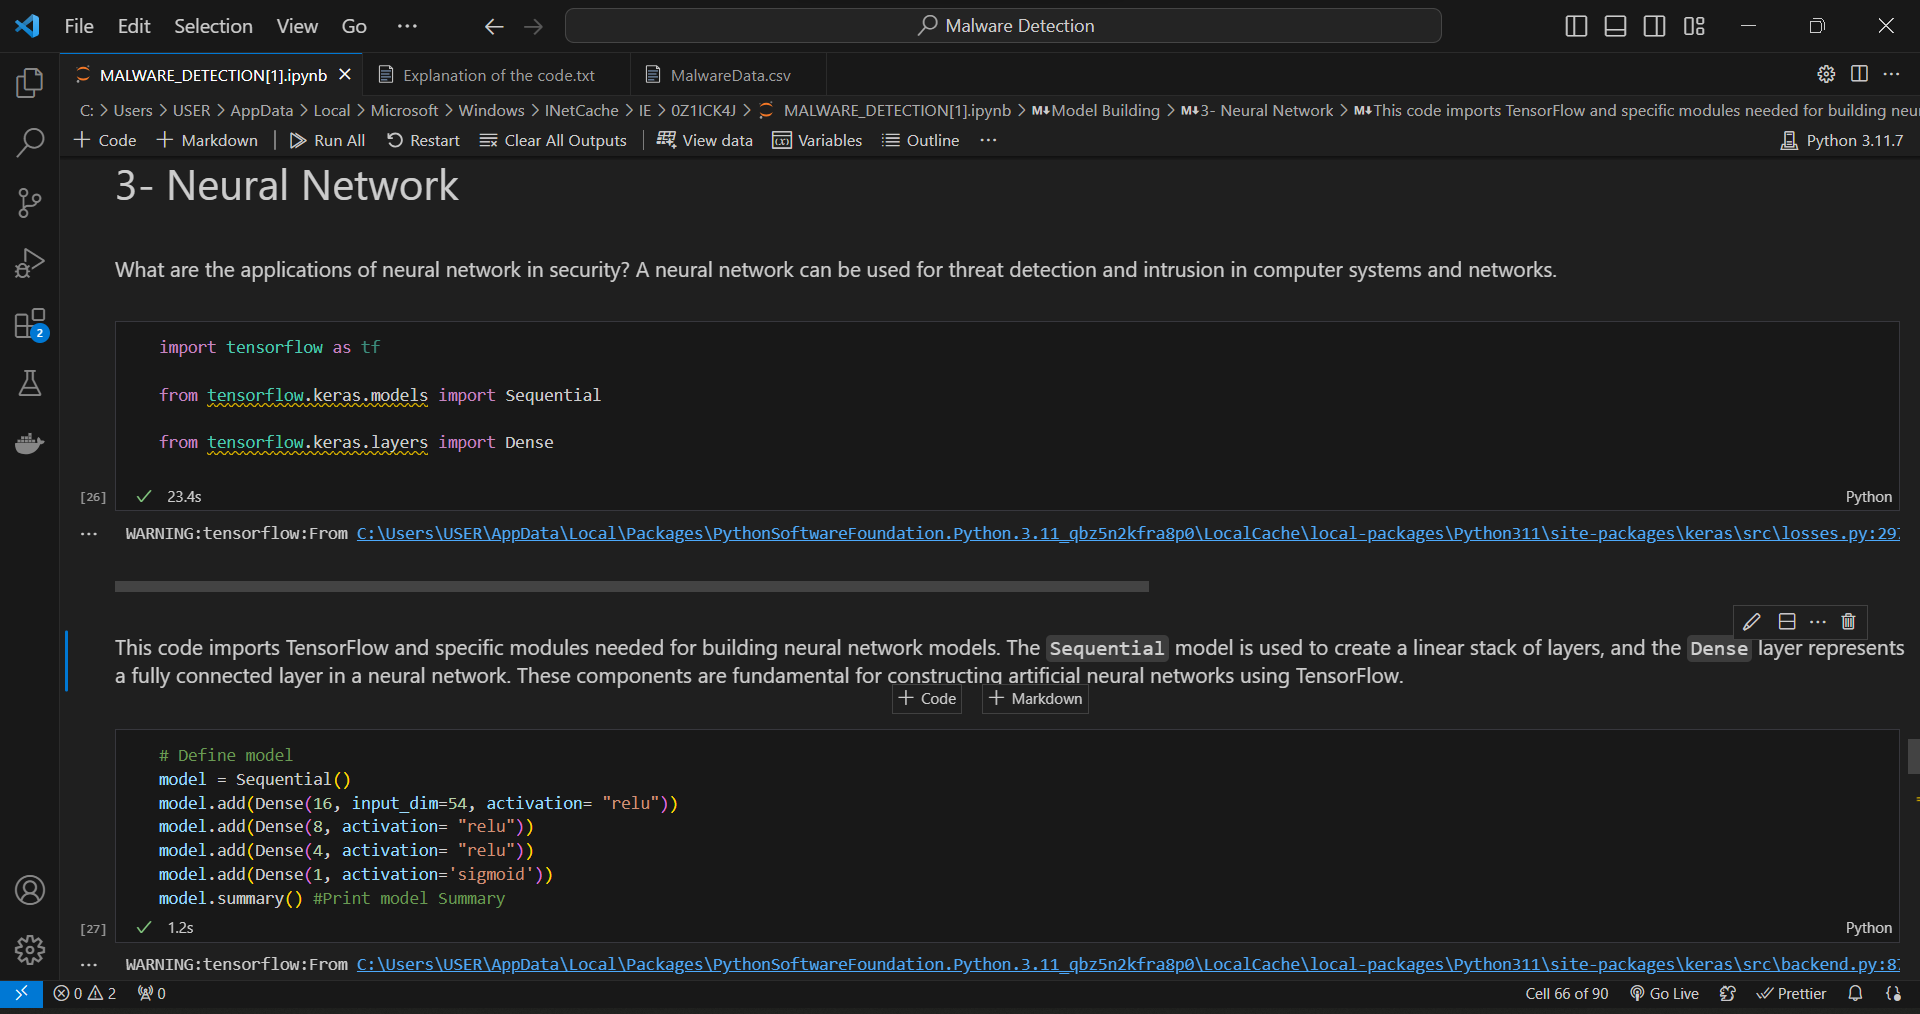 File Edit Selection View Go ··· Malware Detection
MALWARE_DETECTION[1].ipynb Explanation of the code.txt MalwareData.csv
C: > Users > USER > AppData > Local > Microsoft > Windows > INetCache > IE > 0Z1ICK4J > MALWARE_DETECTION[1].ipynb > M↓Model Building > M↓3- Neural Network > M↓This code imports TensorFlow and specific modules needed for building neu
+ Code + Markdown Run All Restart Clear All Outputs View data Variables Outline ··· Python 3.11.7
3- Neural Network
What are the applications of neural network in security? A neural network can be used for threat detection and intrusion in computer systems and networks.
import tensorflow as tf
from tensorflow.keras.models import Sequential
from tensorflow.keras.layers import Dense
[26] 23.4s Python
··· WARNING:tensorflow:From C:\Users\USER\AppData\Local\Packages\PythonSoftwareFoundation.Python.3.11_qbz5n2kfra8p0\LocalCache\local-packages\Python311\site-packages\keras\src\losses.py:297
This code imports TensorFlow and specific modules needed for building neural network models. The Sequential model is used to create a linear stack of layers, and the Dense layer represents
a fully connected layer in a neural network. These components are fundamental for constructing artificial neural networks using TensorFlow.
+ Code + Markdown
# Define model
model = Sequential()
model.add(Dense(16, input_dim=54, activation= "relu"))
model.add(Dense(8, activation= "relu"))
model.add(Dense(4, activation= "relu"))
model.add(Dense(1, activation='sigmoid'))
model.summary() #Print model Summary
[27] 1.2s Python
··· WARNING:tensorflow:From C:\Users\USER\AppData\Local\Packages\PythonSoftwareFoundation.Python.3.11_qbz5n2kfra8p0\LocalCache\local-packages\Python311\site-packages\keras\src\backend.py:87
2
0 2 0 Cell 66 of 90 Go Live Prettier